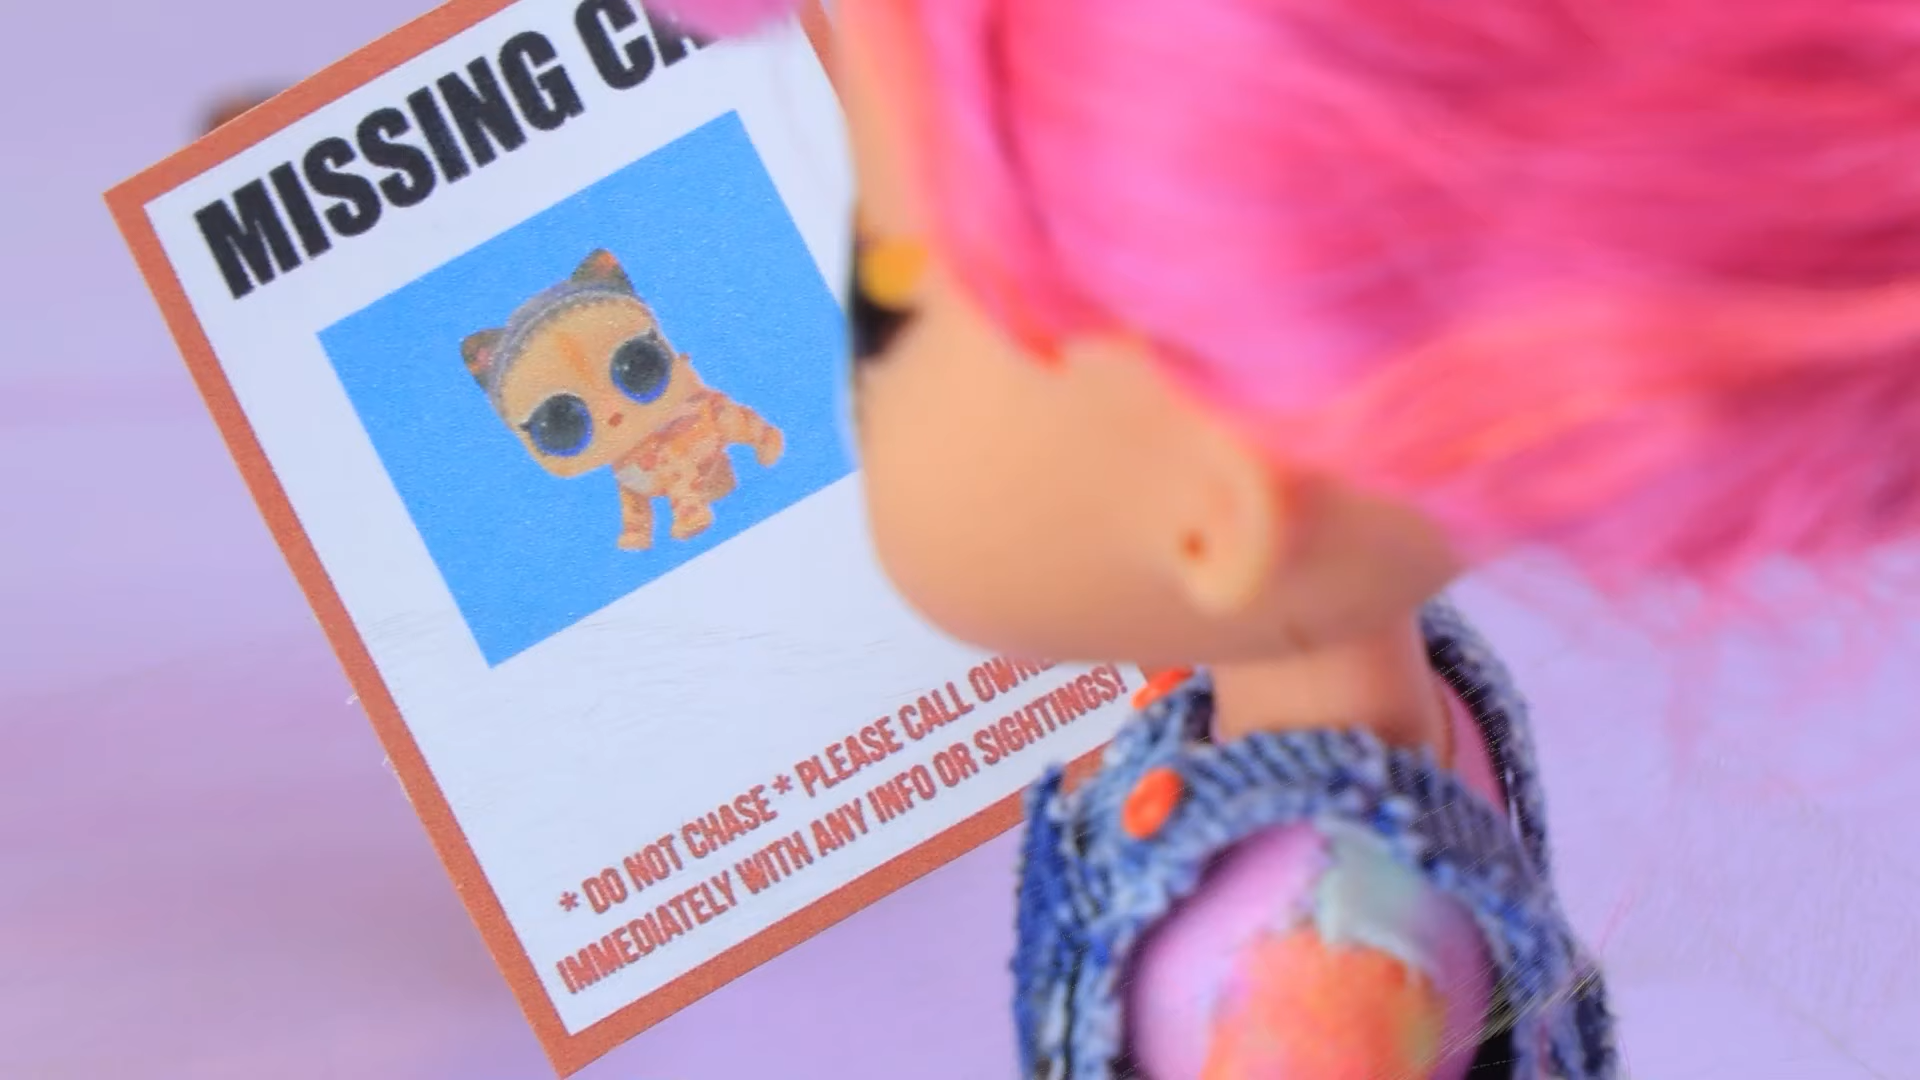 MISSING
* DO NOT CHASE * PLEASE CALL
IMMEDIATELY WITH ANY INFO OR SIGHTINGS!